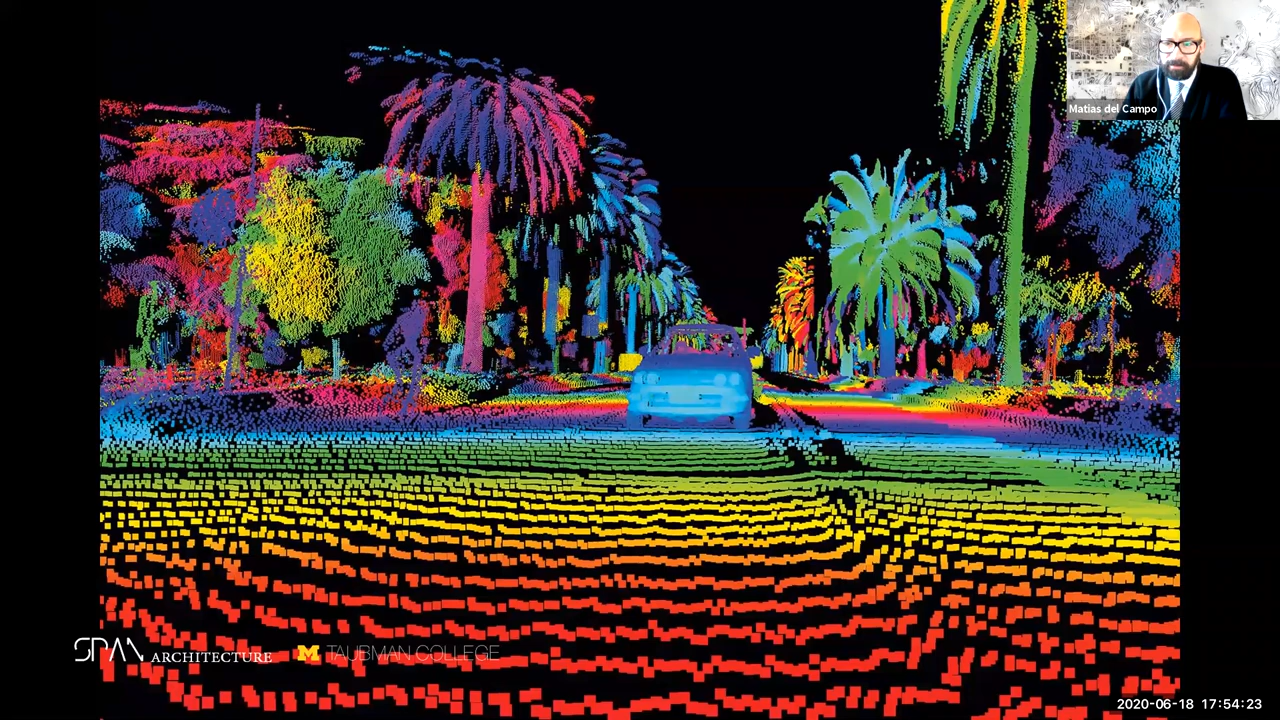 Matias del Campo
SPAN ARCHITECTURE
M TAUBMAN COLLEGE
2020-06-18 17:54:23